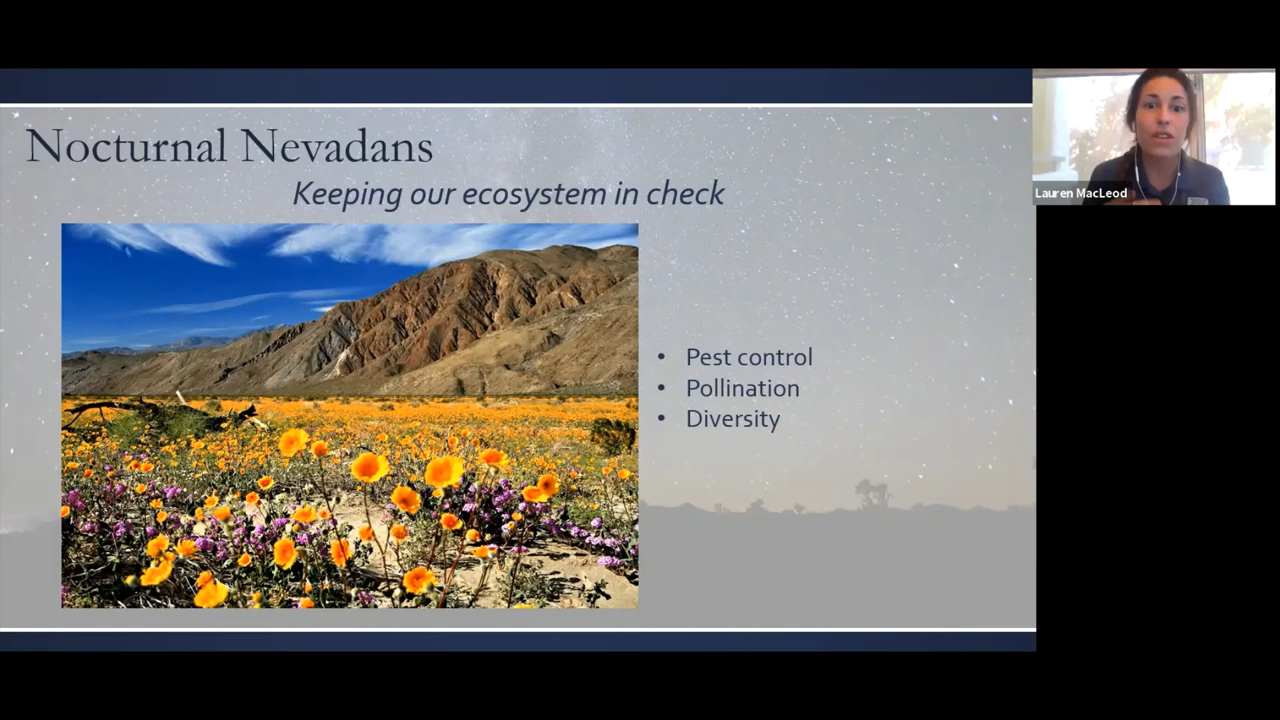 Nocturnal Nevadans
Keeping our ecosystem in check
• Pest control
• Pollination
• Diversity
Lauren MacLeod